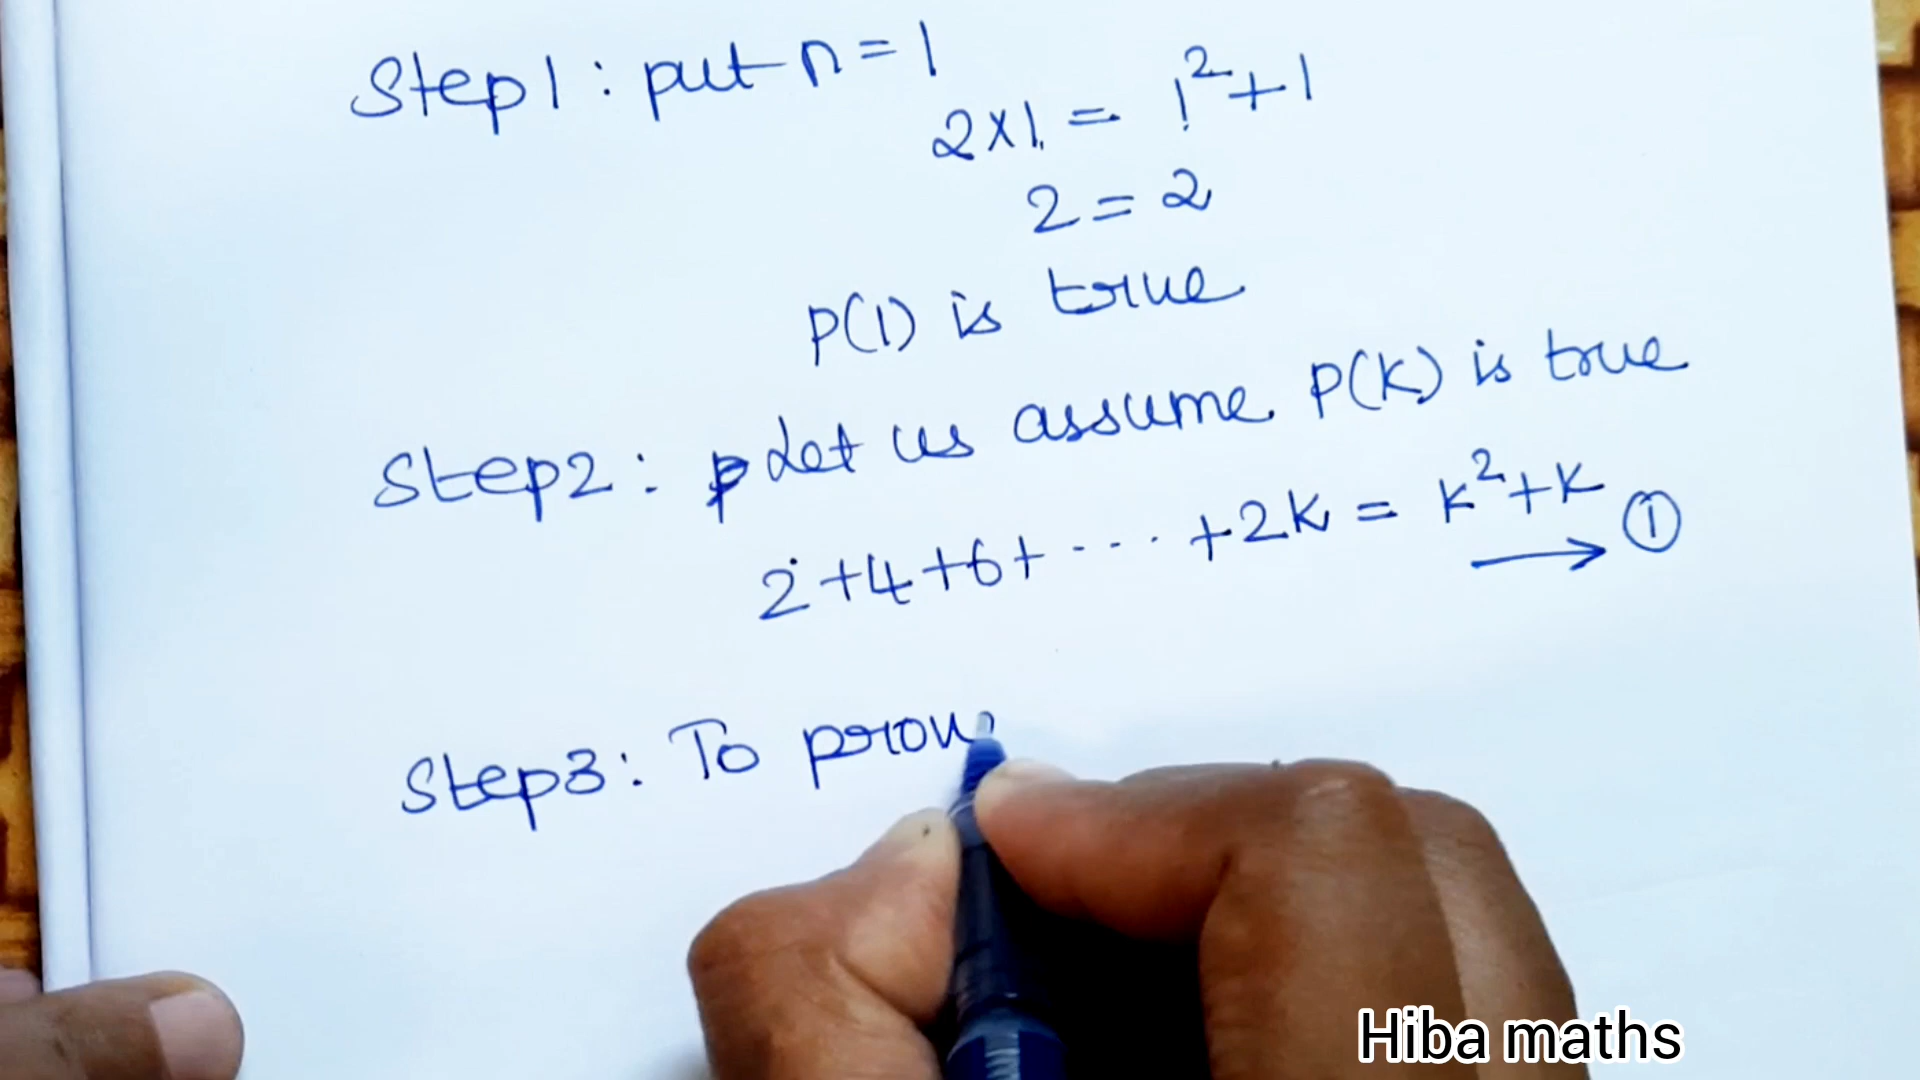 Step1: put n=1
2×1 = 1²+1
2=2
P(1) is true
Step2: Let us assume P(K) is true
2+4+6+ ... +2K = K²+K → ①
Step3: To prov
Hiba maths